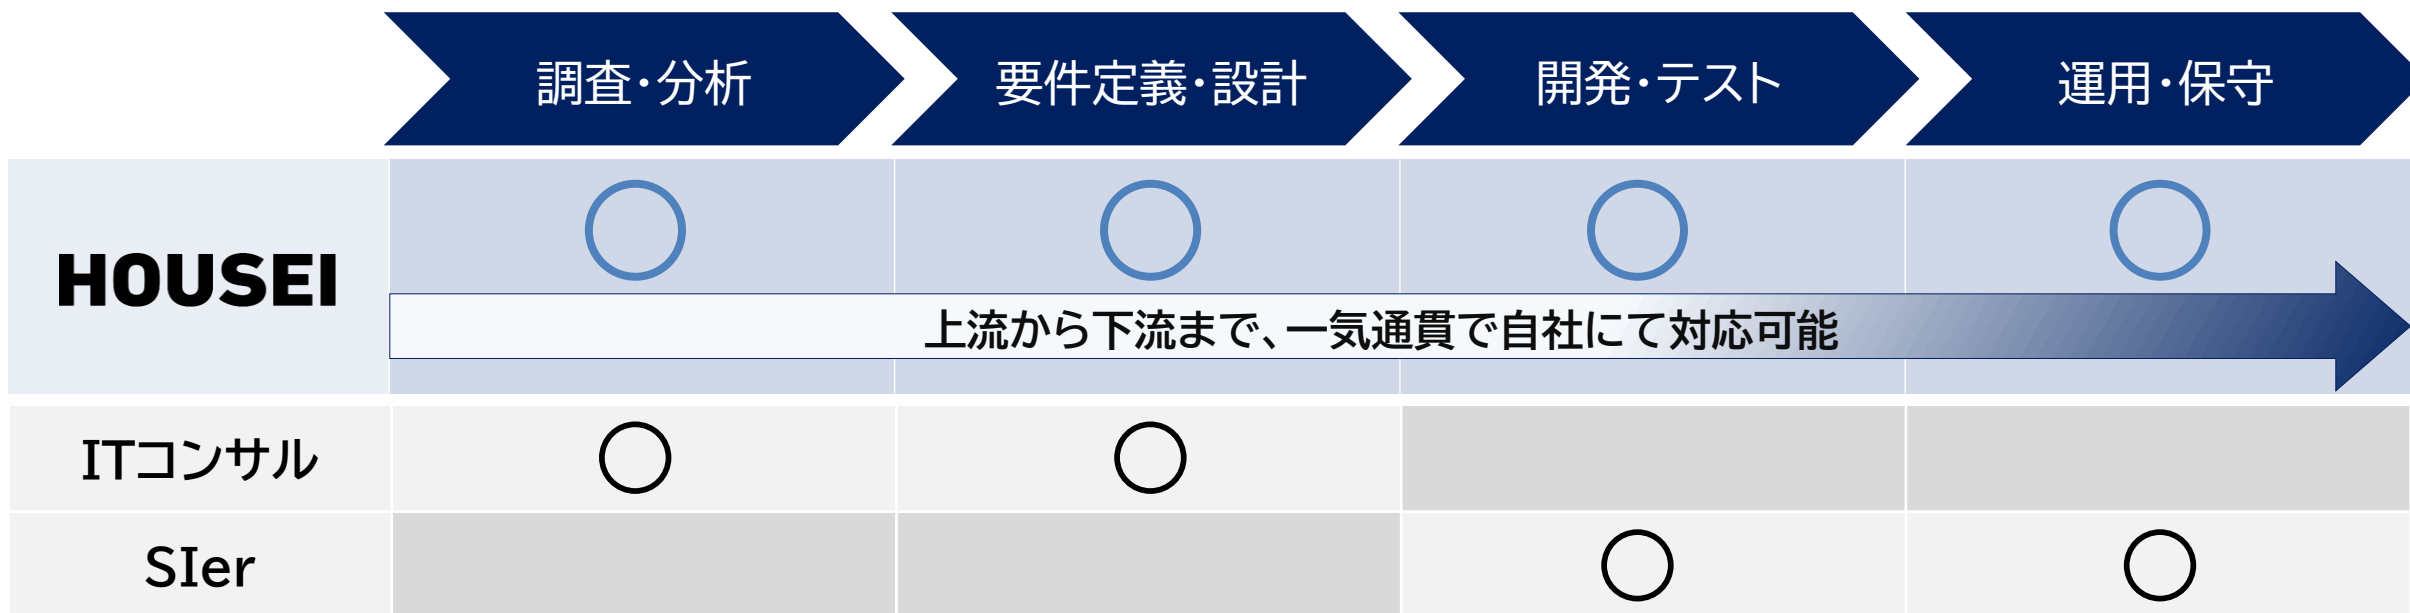 調査・分析
要件定義・設計
開発・テスト
運用・保守
HOUSEI
上流から下流まで、一気通貫で自社にて対応可能
ITコンサル
SIer